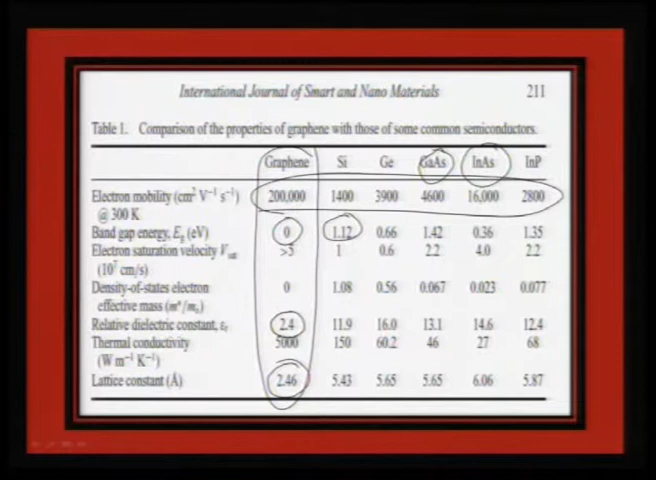 International Journal of Smart and Nano Materials 211
Table 1. Comparison of the properties of graphene with those of some common semiconductors.
Graphene Si Ge GaAs InAs InP
Electron mobility (cm² V⁻¹ s⁻¹) 200,000 1400 3900 4600 16,000 2800
@ 300 K
Band gap energy, Eg (eV) 0 1.12 0.66 1.42 0.36 1.35
Electron saturation velocity Vsat >5 1 0.6 2.2 4.0 2.2
(10⁷ cm/s)
Density-of-states electron 0 1.08 0.56 0.067 0.023 0.077
effective mass (m*/mₑ)
Relative dielectric constant, εr 2.4 11.9 16.0 13.1 14.6 12.4
Thermal conductivity 5000 150 60.2 46 27 68
(W m⁻¹ K⁻¹)
Lattice constant (Å) 2.46 5.43 5.65 5.65 6.06 5.87